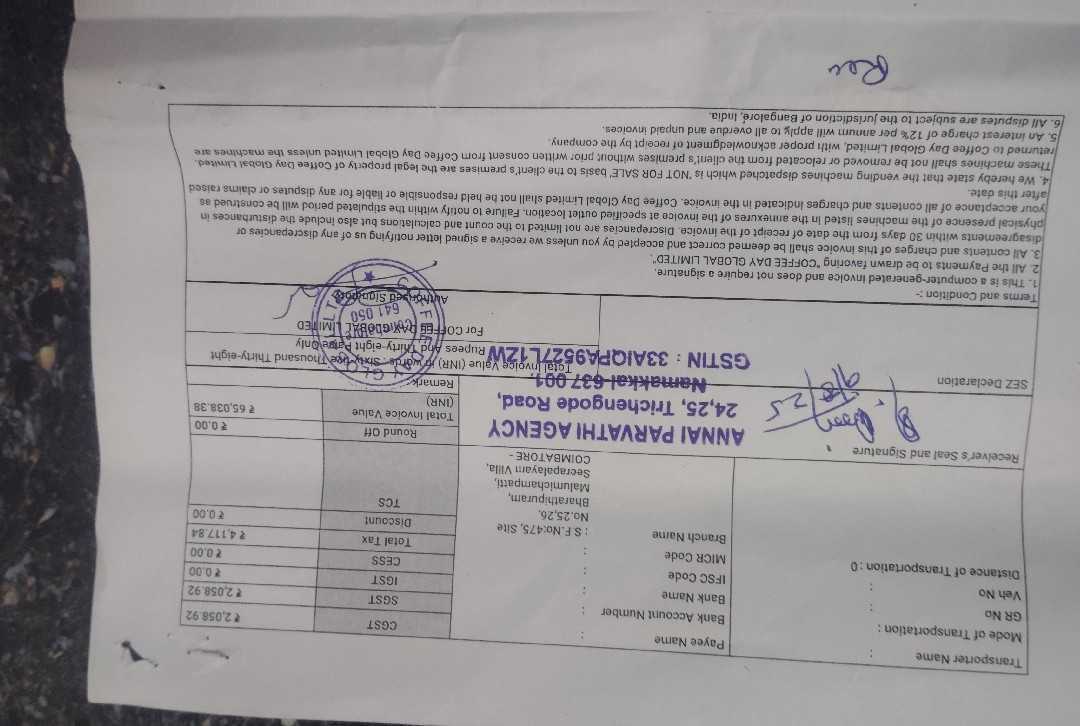 Transporter Name :
Mode of Transportation :
GR No :
Veh No :
Distance of Transportation : 0
Payee Name :
Bank Account Number :
Bank Name :
IFSC Code :
MICR Code :
Branch Name : S.F.No:475, Site
No.25,26,
Bharathipuram,
Malumichampatti,
Seerapalayam Villa,
COIMBATORE -
CGST ₹ 2,058.92
SGST ₹ 2,058.92
IGST ₹ 0.00
CESS ₹ 0.00
Total Tax ₹ 4,117.84
Discount ₹ 0.00
TCS
Round Off ₹ 0.00
Total Invoice Value (INR) ₹ 65,038.38
Receiver's Seal and Signature
ANNAI PARVATHI AGENCY
24,25, Trichengode Road,
Namakkal-637 001.
GSTIN : 33AIQPA9527L1ZW
Remark:
SEZ Declaration
Total Invoice Value (INR) in words: Sixty-five Thousand Thirty-eight
Rupees And Thirty-eight Paise Only
For COFFEE DAY GLOBAL LIMITED
COFFEE DAY GLOBAL LIMITED
Coimbatore
641 050
Authorised Signatory
Terms and Condition :-
1. This is a computer-generated invoice and does not require a signature.
2. All the Payments to be drawn favoring "COFFEE DAY GLOBAL LIMITED".
3. All contents and charges of this invoice shall be deemed correct and accepted by you unless we receive a signed letter notifying us of any discrepancies or
disagreements within 30 days from the date of receipt of the invoice. Discrepancies are not limited to the count and calculations but also include the disturbances in
physical presence of the machines listed in the annexures of the invoice at specified outlet location. Failure to notify within the stipulated period will be construed as
your acceptance of all contents and charges indicated in the invoice. Coffee Day Global Limited shall not be held responsible or liable for any disputes or claims raised
after this date.
4. We hereby state that the vending machines dispatched which is 'NOT FOR SALE' basis to the client's premises are the legal property of Coffee Day Global Limited.
These machines shall not be removed or relocated from the client's premises without prior written consent from Coffee Day Global Limited unless the machines are
returned to Coffee Day Global Limited, with proper acknowledgment of receipt by the company.
5. An interest charge of 12% per annum will apply to all overdue and unpaid invoices.
6. All disputes are subject to the jurisdiction of Bangalore, India.